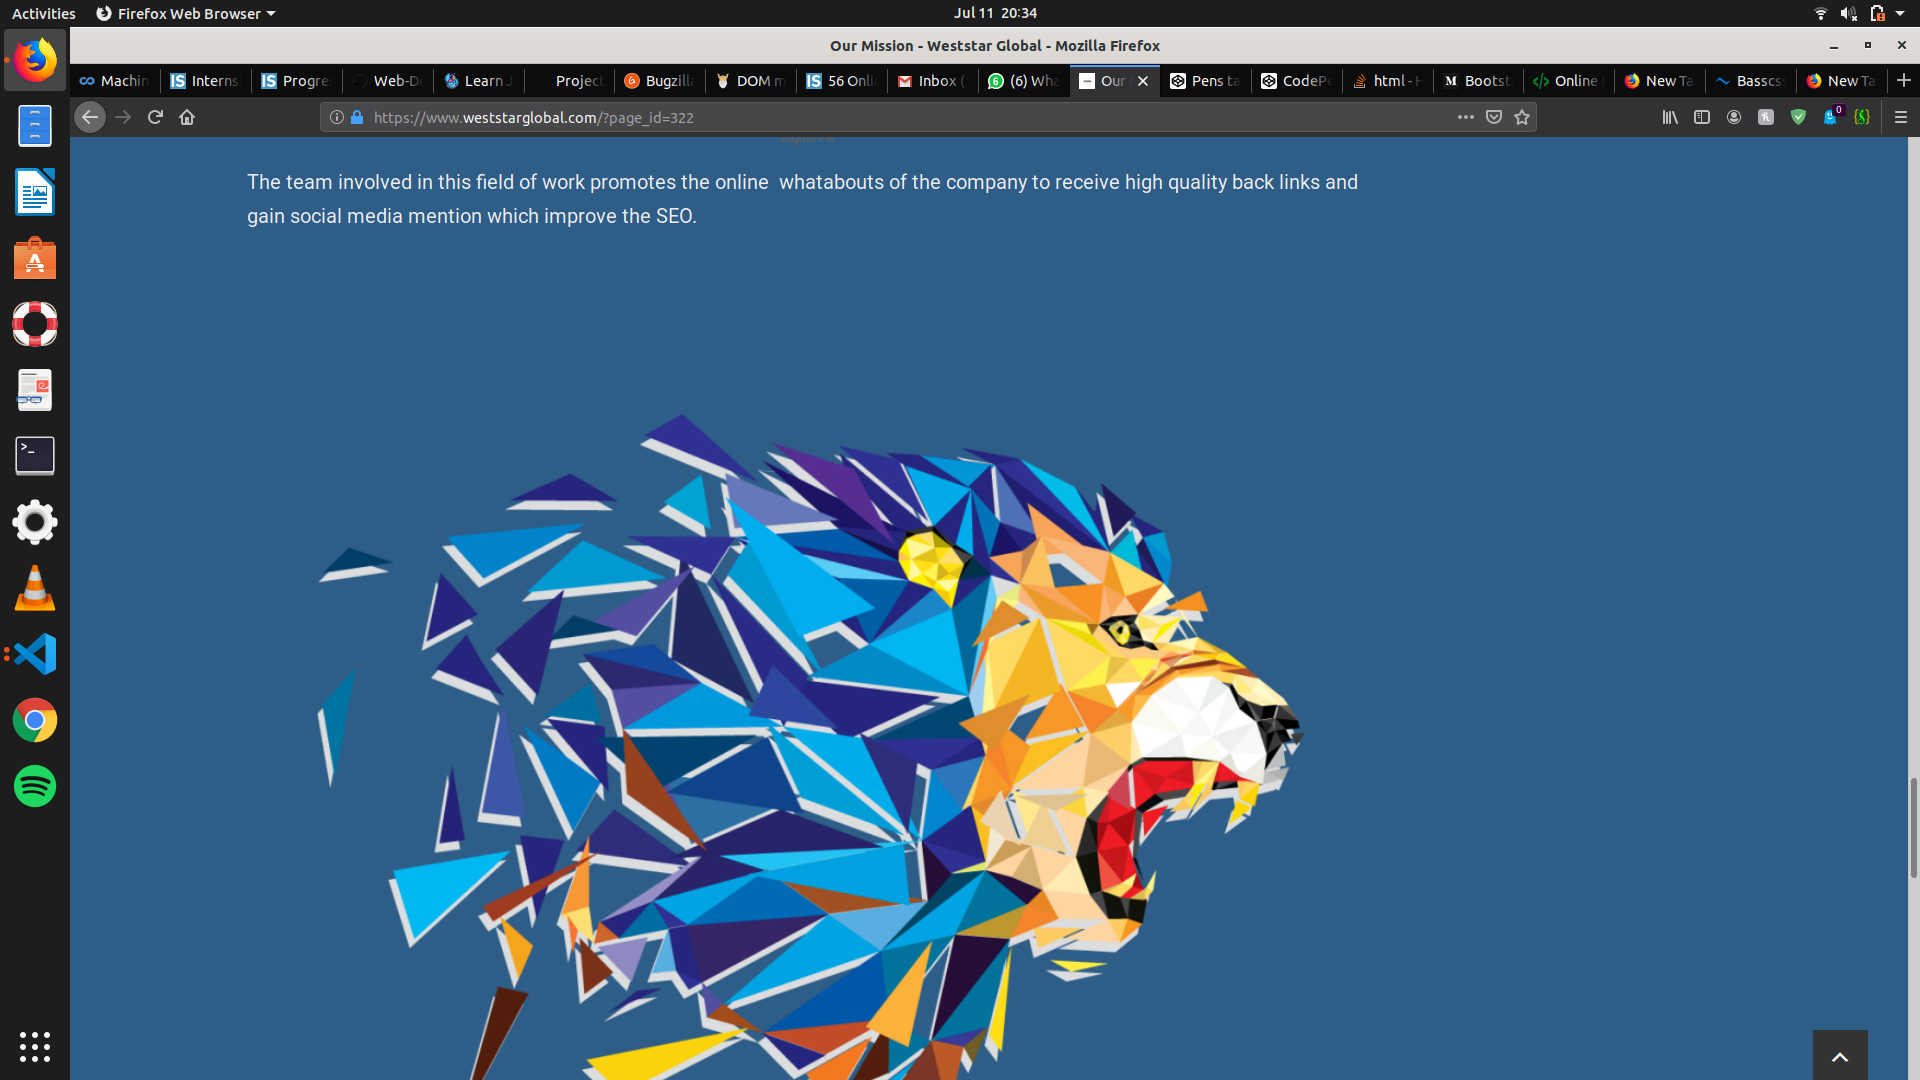 Activities Firefox Web Browser Jul 11 20:34
Our Mission - Weststar Global - Mozilla Firefox
Machin Interns Progre Web-D Learn J Project Bugzilla DOM m 56 Onli Inbox ( (6) Wha Our Pens ta CodePe html - H Bootst Online New Ta Basscs New Ta
https://www.weststarglobal.com/?page_id=322
0
The team involved in this field of work promotes the online whatabouts of the company to receive high quality back links and
gain social media mention which improve the SEO.